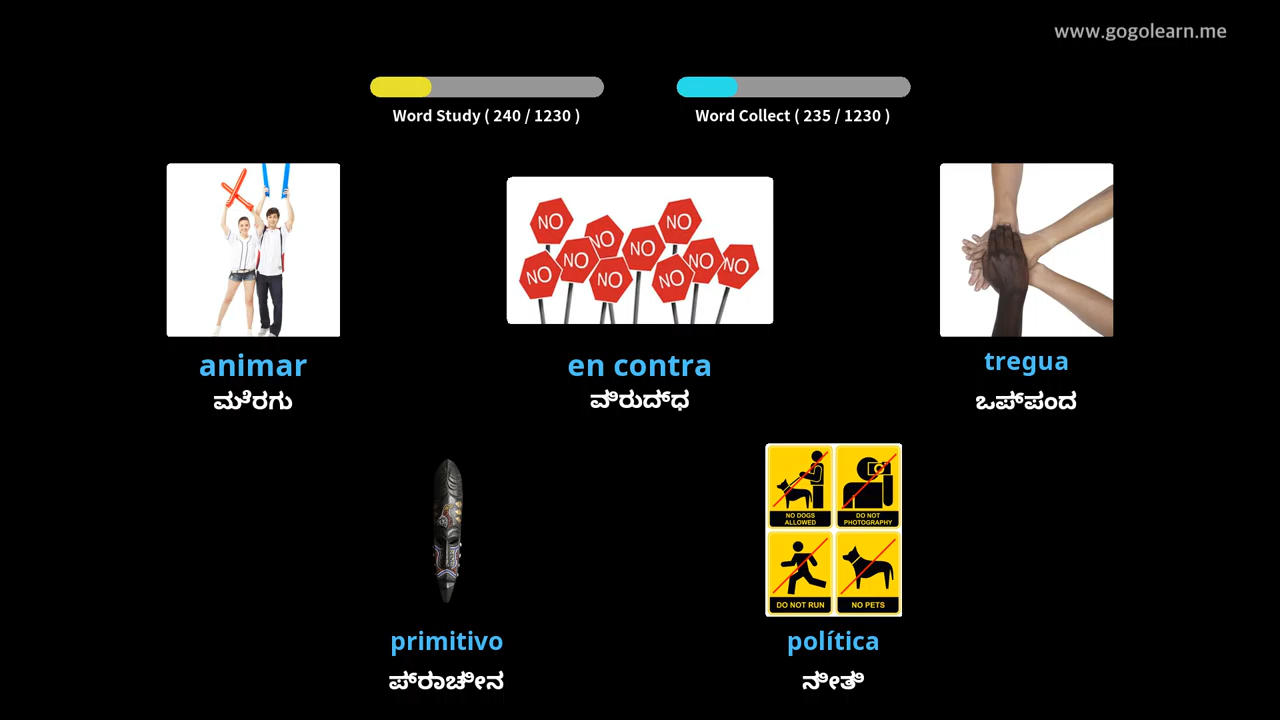 www.gogolearn.me
Word Study ( 240 / 1230 )
Word Collect ( 235 / 1230 )
NO
NO
NO
NO
NO
NO
NO
NO
NO
NO
animar
ಮೆರಗು
en contra
ವಿರುದ್ಧ
tregua
ಒಪ್ಪಂದ
NO DOGS ALLOWED
DO NOT PHOTOGRAPHY
DO NOT RUN
NO PETS
primitivo
ಪ್ರಾಚೀನ
política
ನೀತಿ